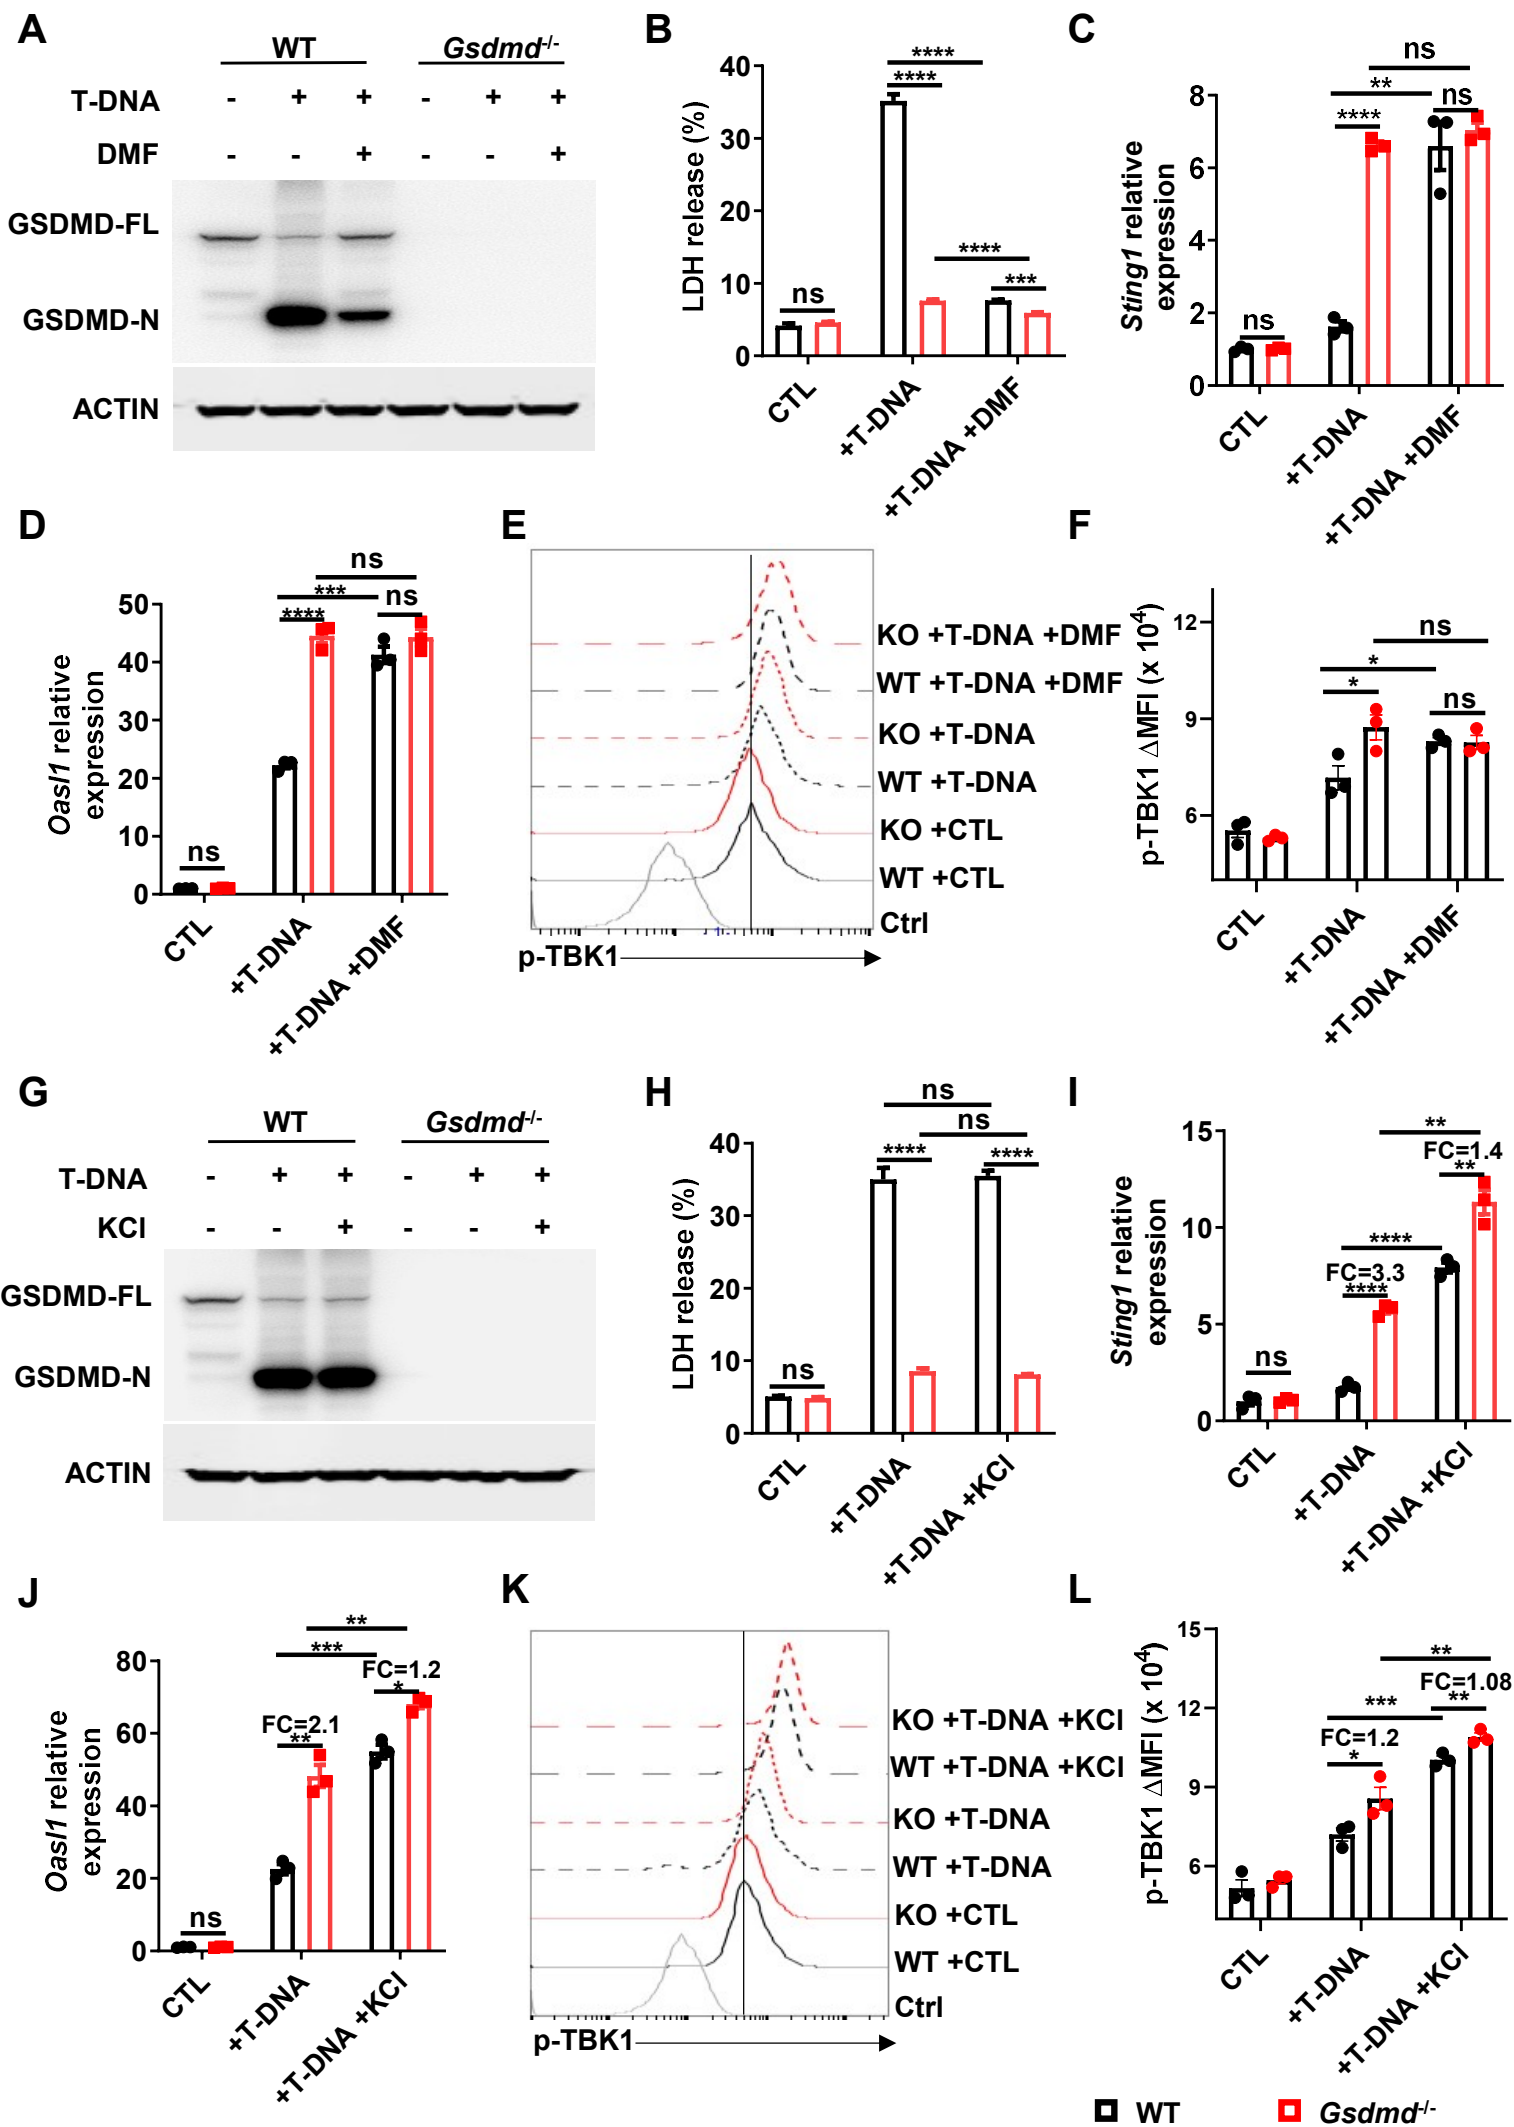 A
WT Gsdmd-/-
T-DNA - + + - + +
DMF - - + - - +
GSDMD-FL
GSDMD-N
ACTIN
B
LDH release (%)
40
30
20
10
0
ns
****
****
****
***
CTL
+T-DNA
+T-DNA +DMF
C
Sting1 relative
expression
8
6
4
2
0
ns
ns
**
ns
****
CTL
+T-DNA
+T-DNA +DMF
D
Oasl1 relative
expression
50
40
30
20
10
0
ns
ns
***
ns
****
CTL
+T-DNA
+T-DNA +DMF
E
KO +T-DNA +DMF
WT +T-DNA +DMF
KO +T-DNA
WT +T-DNA
KO +CTL
WT +CTL
Ctrl
p-TBK1
F
p-TBK1 ΔMFI (x 10⁴)
12
9
6
ns
*
*
ns
CTL
+T-DNA
+T-DNA +DMF
G
WT Gsdmd-/-
T-DNA - + + - + +
KCl - - + - - +
GSDMD-FL
GSDMD-N
ACTIN
H
LDH release (%)
40
30
20
10
0
ns
ns
****
****
ns
CTL
+T-DNA
+T-DNA +KCl
I
Sting1 relative
expression
15
10
5
0
**
FC=1.4
**
****
FC=3.3
****
ns
CTL
+T-DNA
+T-DNA +KCl
J
Oasl1 relative
expression
80
60
40
20
0
**
***
FC=1.2
*
FC=2.1
**
ns
CTL
+T-DNA
+T-DNA +KCl
K
KO +T-DNA +KCl
WT +T-DNA +KCl
KO +T-DNA
WT +T-DNA
KO +CTL
WT +CTL
Ctrl
p-TBK1
L
p-TBK1 ΔMFI (x 10⁴)
15
12
9
6
**
FC=1.08
***
**
FC=1.2
*
CTL
+T-DNA
+T-DNA +KCl
WT Gsdmd-/-